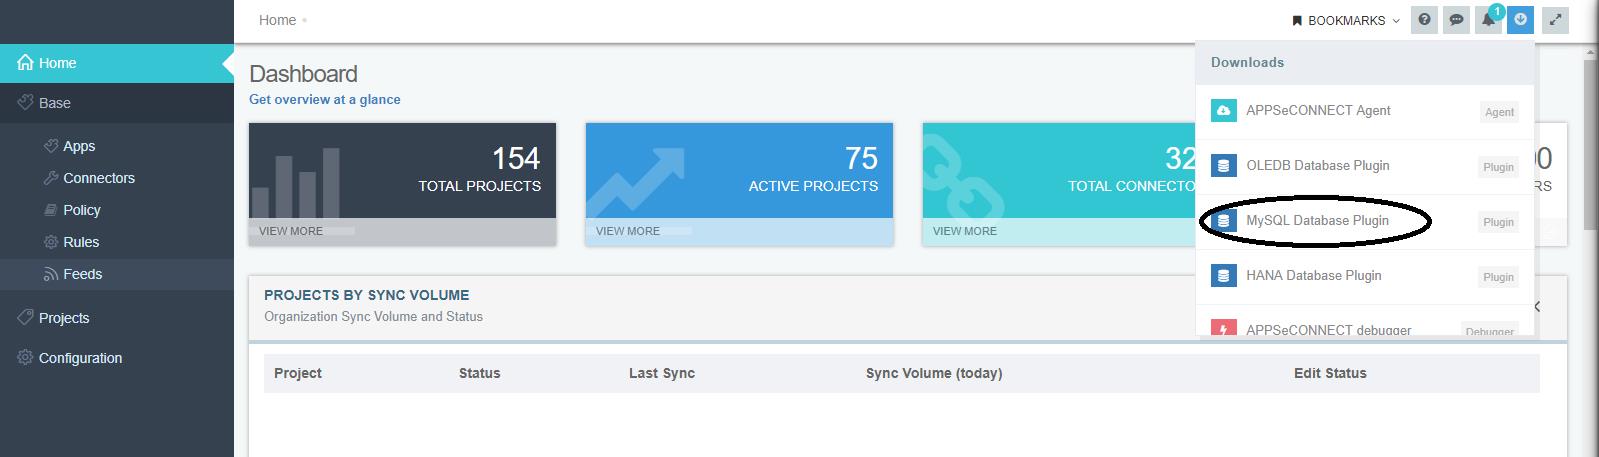 Home
BOOKMARKS
1
Home
Base
Apps
Connectors
Policy
Rules
Feeds
Projects
Configuration
Dashboard
Get overview at a glance
154
TOTAL PROJECTS
VIEW MORE
75
ACTIVE PROJECTS
VIEW MORE
32
TOTAL CONNECTO
VIEW MORE
00
RS
Downloads
APPSeCONNECT Agent Agent
OLEDB Database Plugin Plugin
MySQL Database Plugin Plugin
HANA Database Plugin Plugin
APPSeCONNECT debugger Debugger
PROJECTS BY SYNC VOLUME
Organization Sync Volume and Status
Project Status Last Sync Sync Volume (today) Edit Status